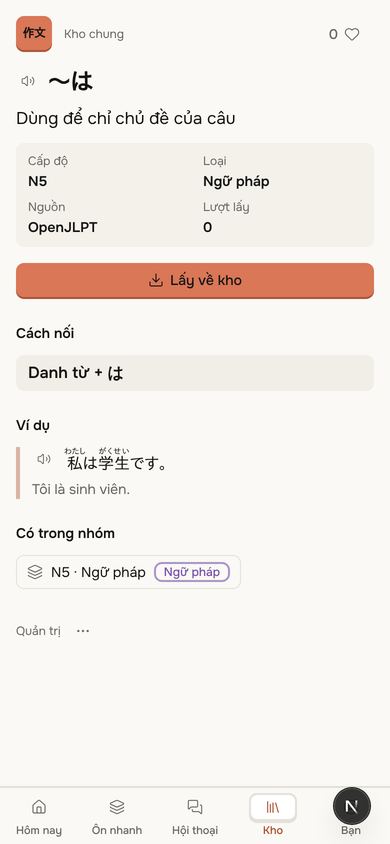 作文 Kho chung 0
〜は
Dùng để chỉ chủ đề của câu
Cấp độ Loại
N5 Ngữ pháp
Nguồn Lượt lấy
OpenJLPT 0
Lấy về kho
Cách nối
Danh từ + は
Ví dụ
わたし がくせい
私は学生です。
Tôi là sinh viên.
Có trong nhóm
N5 · Ngữ pháp Ngữ pháp
Quản trị ···
N
Hôm nay Ôn nhanh Hội thoại Kho Bạn